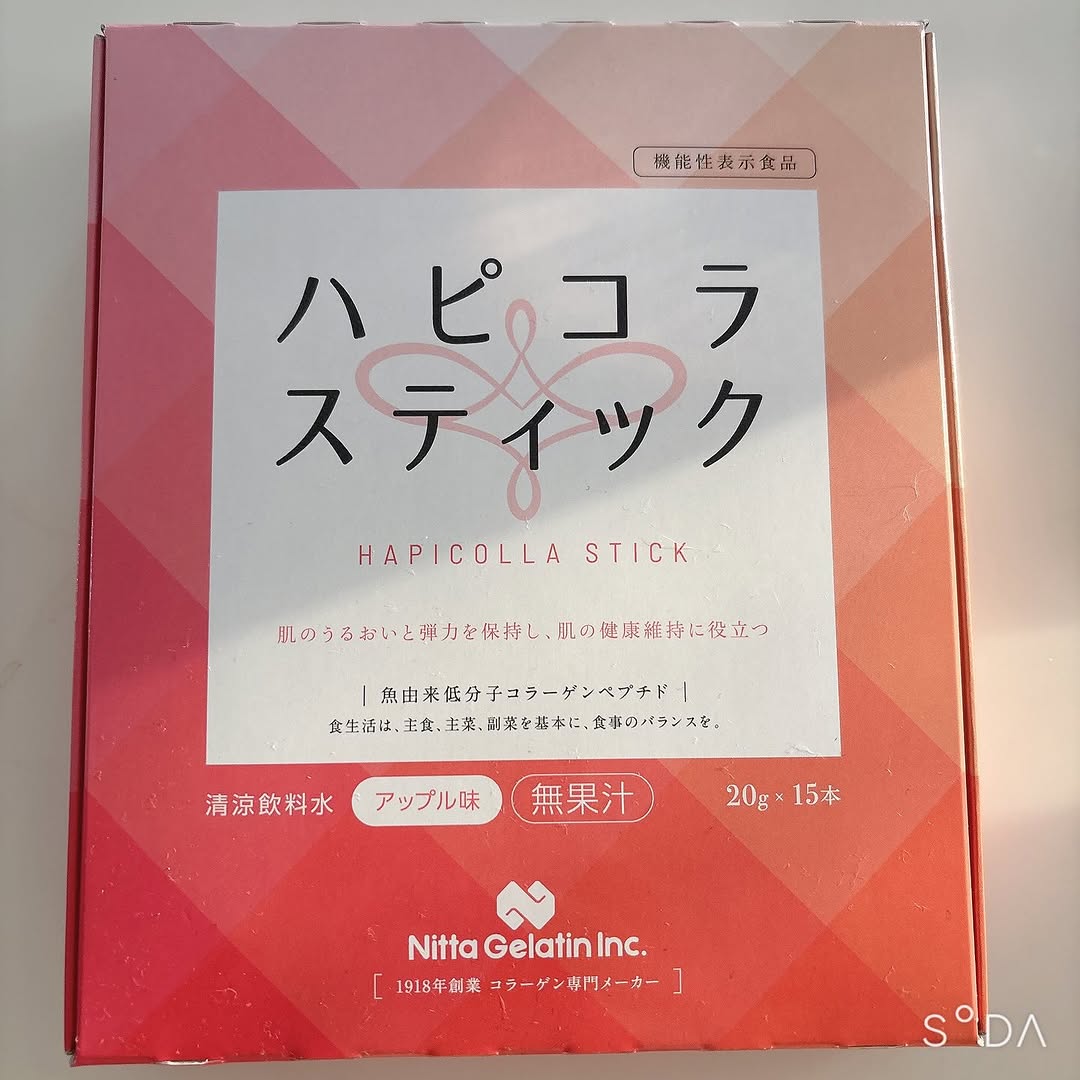 機能性表示食品
ハピコラ
スティック
HAPICOLLA STICK
肌のうるおいと弾力を保持し、肌の健康維持に役立つ
| 魚由来低分子コラーゲンペプチド |
食生活は、主食、主菜、副菜を基本に、食事のバランスを。
清涼飲料水 アップル味 無果汁 20g × 15本
Nitta Gelatin Inc.
[ 1918年創業 コラーゲン専門メーカー ]
S°DA